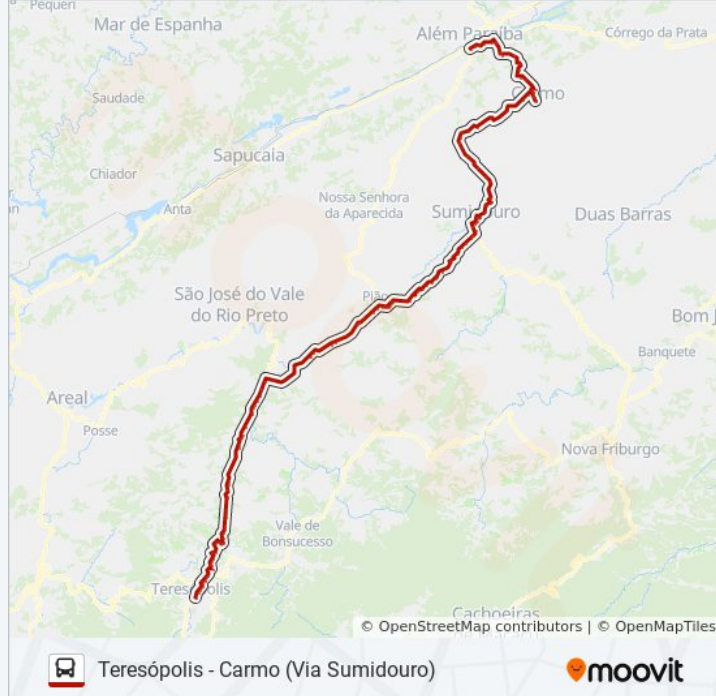 Pequeri
Mar de Espanha
Além Paraíba
Córrego da Prata
Saudade
Carmo
Sapucaia
Chiador
Anta
Nossa Senhora
da Aparecida
Sumidouro
Duas Barras
São José do Vale
do Rio Preto
Pião
Bom J
Banquete
Areal
Posse
Nova Friburgo
Vale de
Bonsucesso
Teresópolis
Cachoeiras
© OpenStreetMap contributors | © OpenMapTiles
Teresópolis - Carmo (Via Sumidouro)
moovit